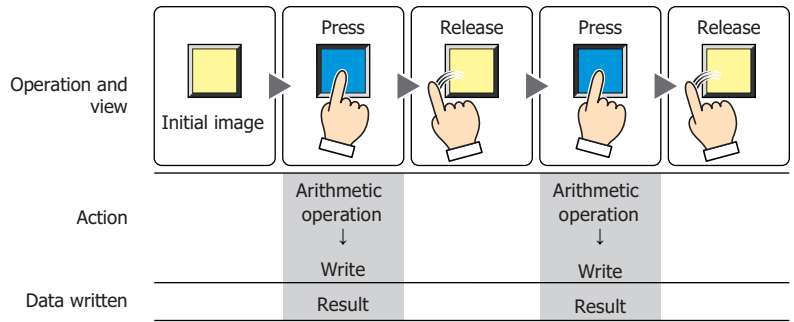 Press Release Press Release
Operation and
view
Initial image
Action
Arithmetic
operation
↓
Write
Arithmetic
operation
↓
Write
Data written Result Result